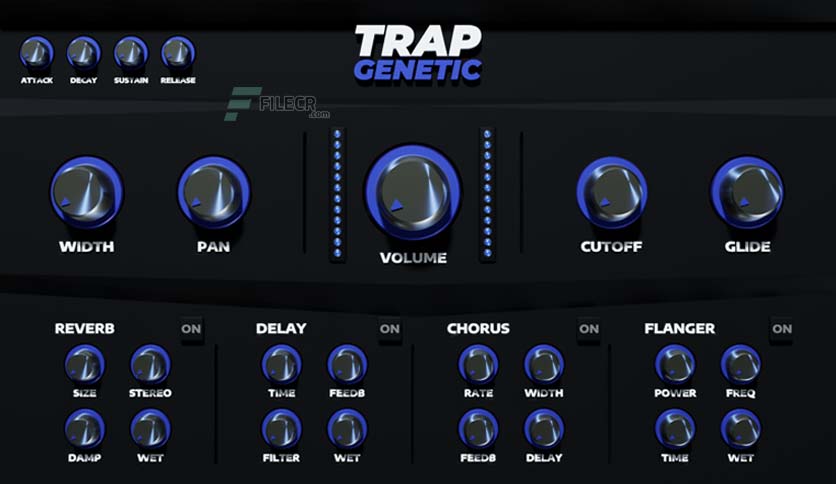 TRAP
GENETIC
ATTACK DECAY SUSTAIN RELEASE
FILECR
.com
WIDTH PAN VOLUME CUTOFF GLIDE
REVERB ON DELAY ON CHORUS ON FLANGER ON
SIZE STEREO TIME FEEDB RATE WIDTH POWER FREQ
DAMP WET FILTER WET FEEDB DELAY TIME WET